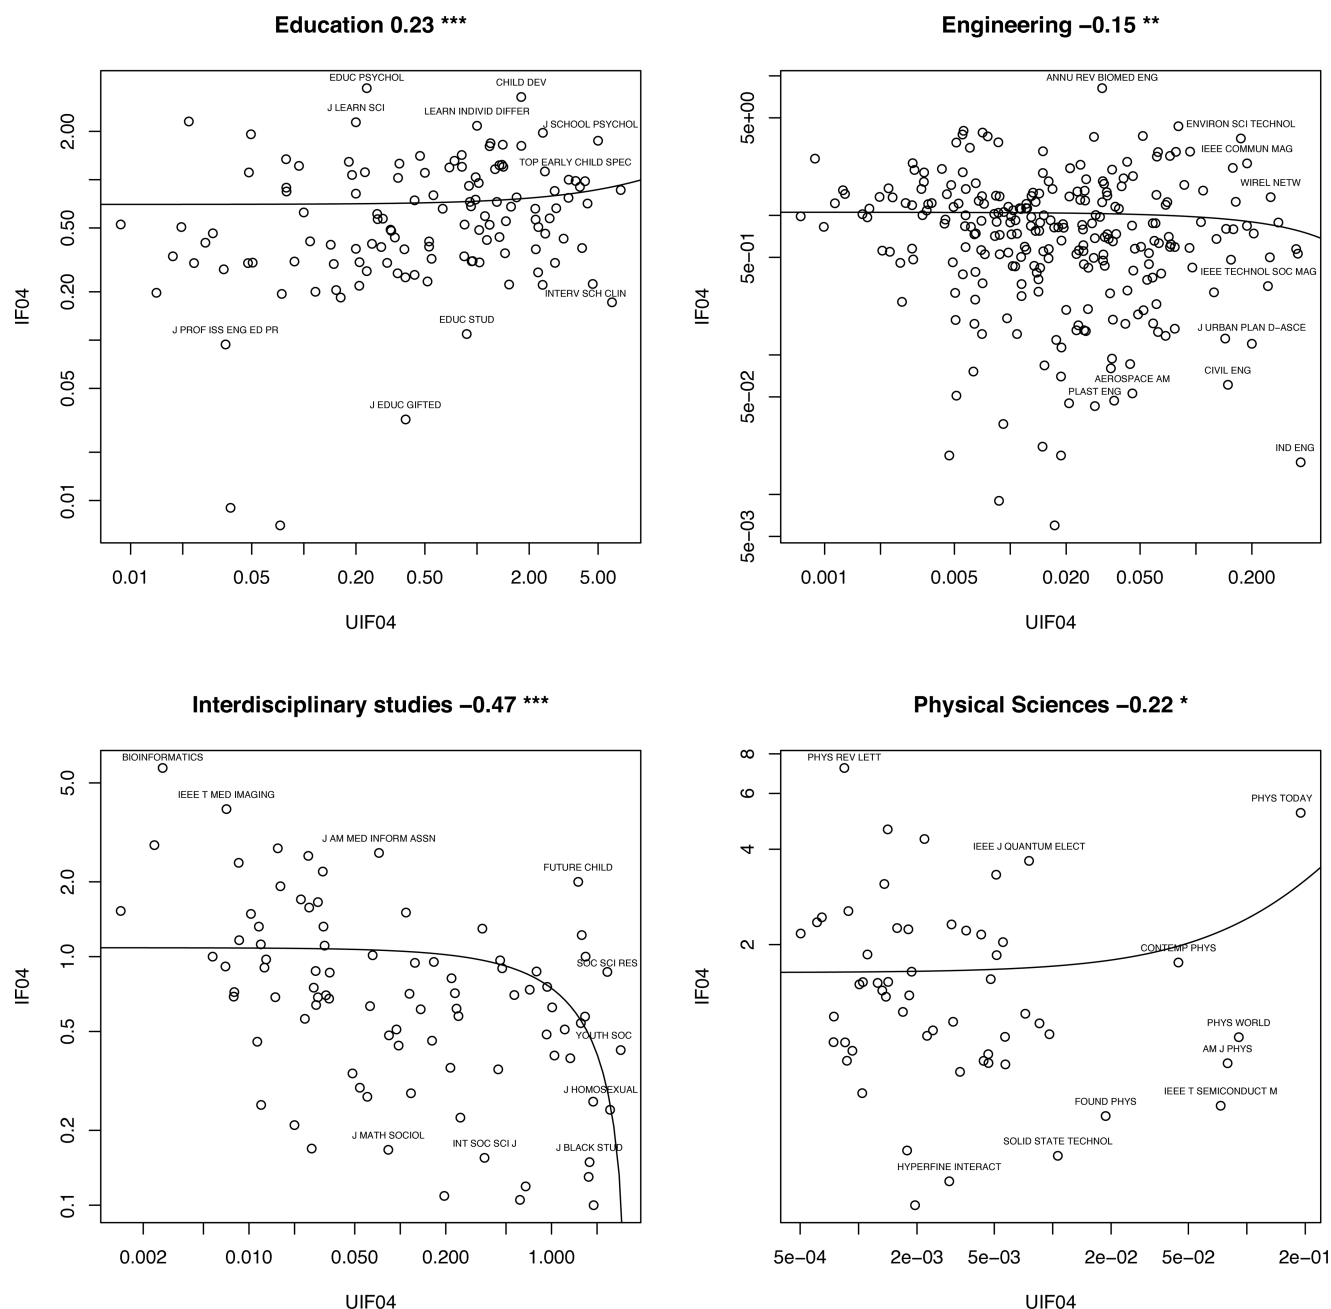 Education 0.23 ***
EDUC PSYCHOL
CHILD DEV
J LEARN SCI
LEARN INDIVID DIFFER
J SCHOOL PSYCHOL
TOP EARLY CHILD SPEC
INTERV SCH CLIN
EDUC STUD
J PROF ISS ENG ED PR
J EDUC GIFTED
2.00
0.50
0.20
0.05
0.01
IF04
0.01 0.05 0.20 0.50 2.00 5.00
UIF04
Engineering −0.15 **
ANNU REV BIOMED ENG
ENVIRON SCI TECHNOL
IEEE COMMUN MAG
WIREL NETW
IEEE TECHNOL SOC MAG
J URBAN PLAN D−ASCE
CIVIL ENG
AEROSPACE AM
PLAST ENG
IND ENG
5e+00
5e−01
5e−02
5e−03
IF04
0.001 0.005 0.020 0.050 0.200
UIF04
Interdisciplinary studies −0.47 ***
BIOINFORMATICS
IEEE T MED IMAGING
J AM MED INFORM ASSN
FUTURE CHILD
SOC SCI RES
YOUTH SOC
J HOMOSEXUAL
J MATH SOCIOL
INT SOC SCI J
J BLACK STUD
5.0
2.0
1.0
0.5
0.2
0.1
IF04
0.002 0.010 0.050 0.200 1.000
UIF04
Physical Sciences −0.22 *
PHYS REV LETT
PHYS TODAY
IEEE J QUANTUM ELECT
CONTEMP PHYS
PHYS WORLD
AM J PHYS
IEEE T SEMICONDUCT M
FOUND PHYS
SOLID STATE TECHNOL
HYPERFINE INTERACT
8
6
4
2
IF04
5e−04 2e−03 5e−03 2e−02 5e−02 2e−01
UIF04